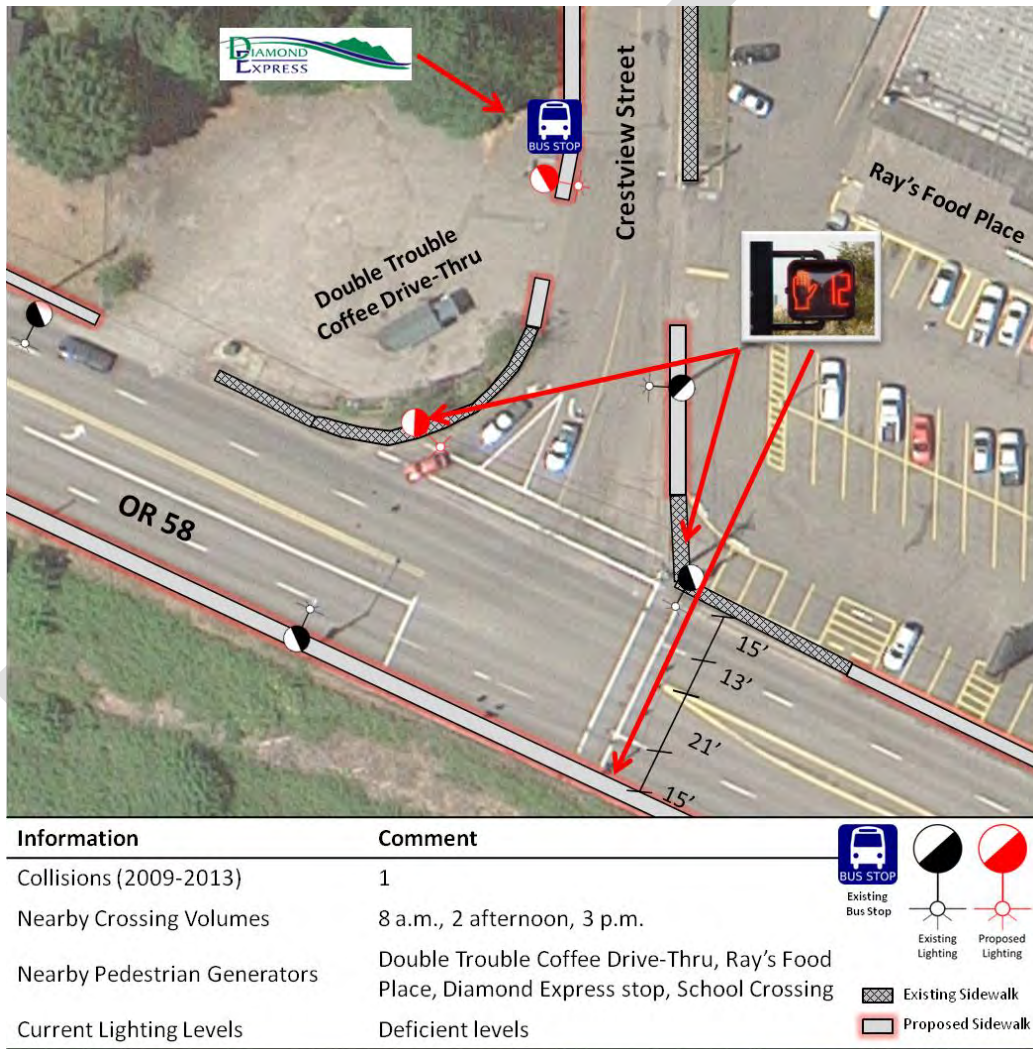 DIAMOND
EXPRESS
BUS STOP
Crestview Street
Ray's Food Place
Double Trouble
Coffee Drive-Thru
12
OR 58
15'
13'
21'
15'
Information Comment
Collisions (2009-2013) 1
Nearby Crossing Volumes 8 a.m., 2 afternoon, 3 p.m.
Nearby Pedestrian Generators Double Trouble Coffee Drive-Thru, Ray's Food
Place, Diamond Express stop, School Crossing
Current Lighting Levels Deficient levels
BUS STOP
Existing
Bus Stop
Existing
Lighting
Proposed
Lighting
Existing Sidewalk
Proposed Sidewalk